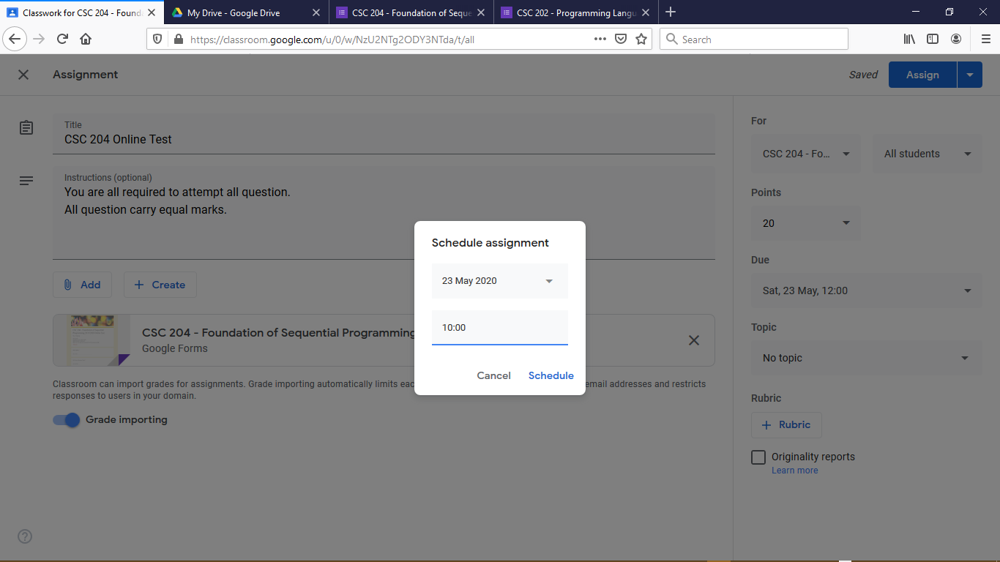 Classwork for CSC 204 - Found
My Drive - Google Drive
CSC 204 - Foundation of Seque
CSC 202 - Programming Langu
https://classroom.google.com/u/0/w/NzU2NTg2ODY3NTda/t/all
Search
Assignment
Saved
Assign
Title
CSC 204 Online Test
Instructions (optional)
You are all required to attempt all question.
All question carry equal marks.
Add
Create
CSC 204 - Foundation of Sequential Programming
Google Forms
Classroom can import grades for assignments. Grade importing automatically limits eac
email addresses and restricts
responses to users in your domain.
Grade importing
Schedule assignment
23 May 2020
10:00
Cancel
Schedule
For
CSC 204 - Fo...
All students
Points
20
Due
Sat, 23 May, 12:00
Topic
No topic
Rubric
Rubric
Originality reports
Learn more